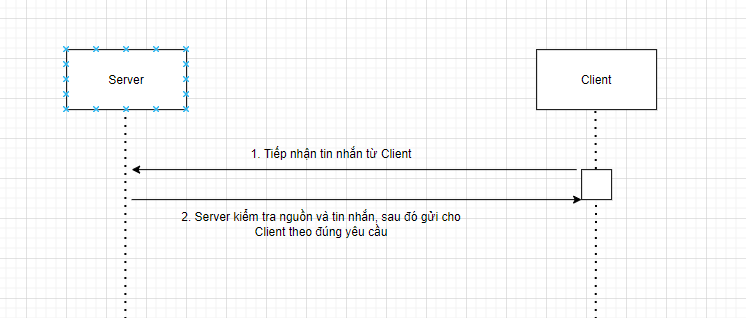 Server
Client
1. Tiếp nhận tin nhắn từ Client
2. Server kiểm tra nguồn và tin nhắn, sau đó gửi cho
Client theo đúng yêu cầu